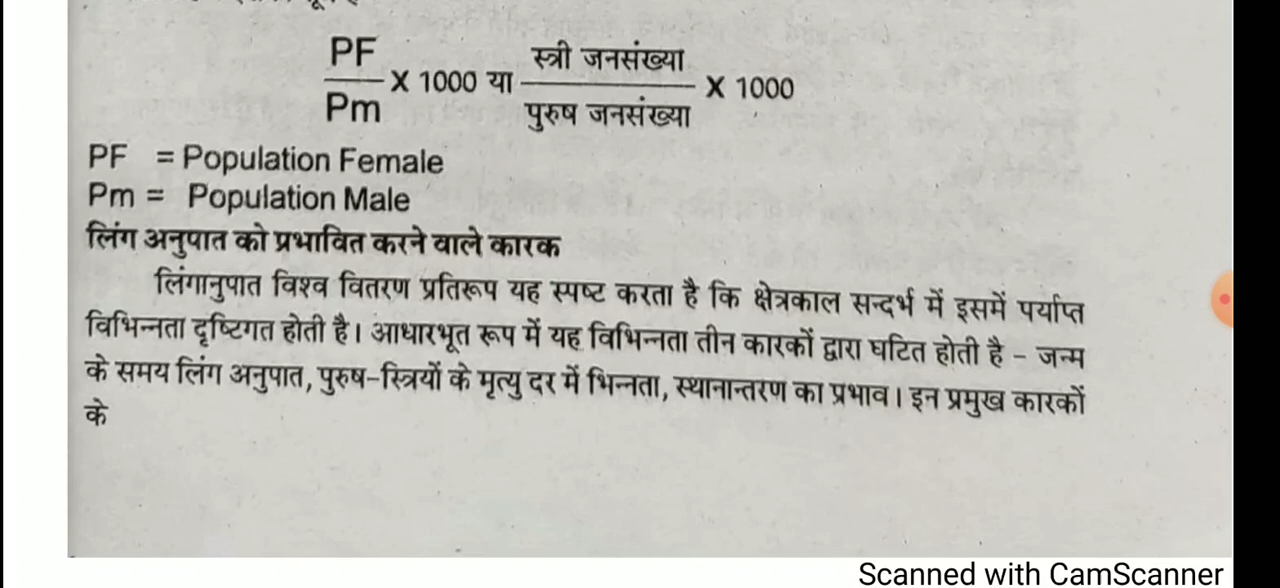 PF/Pm X 1000 या स्त्री जनसंख्या/पुरुष जनसंख्या X 1000
PF = Population Female
Pm = Population Male
लिंग अनुपात को प्रभावित करने वाले कारक
लिंगानुपात विश्व वितरण प्रतिरूप यह स्पष्ट करता है कि क्षेत्रकाल सन्दर्भ में इसमें पर्याप्त
विभिन्नता दृष्टिगत होती है। आधारभूत रूप में यह विभिन्नता तीन कारकों द्वारा घटित होती है – जन्म
के समय लिंग अनुपात, पुरुष-स्त्रियों के मृत्यु दर में भिन्नता, स्थानान्तरण का प्रभाव। इन प्रमुख कारकों
के
Scanned with CamScanner